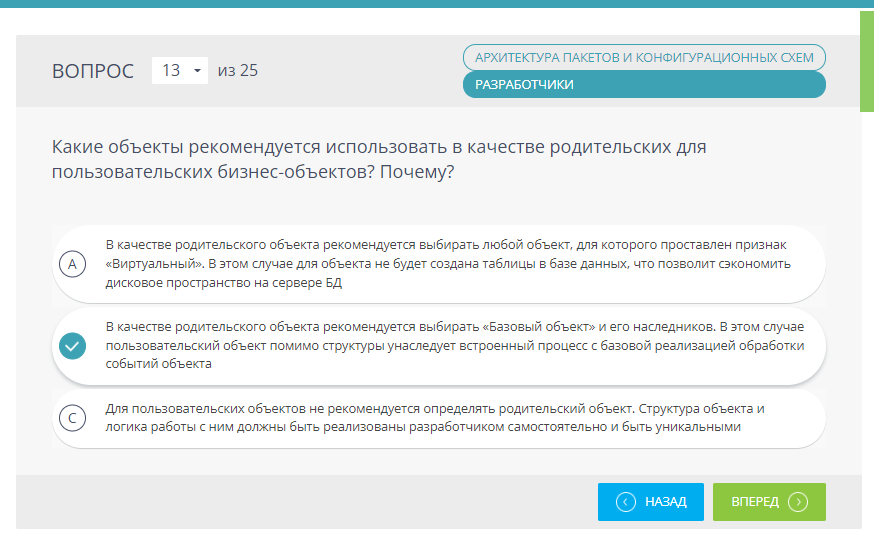 ВОПРОС 13 из 25
АРХИТЕКТУРА ПАКЕТОВ И КОНФИГУРАЦИОННЫХ СХЕМ
РАЗРАБОТЧИКИ
Какие объекты рекомендуется использовать в качестве родительских для
пользовательских бизнес-объектов? Почему?
A
В качестве родительского объекта рекомендуется выбирать любой объект, для которого проставлен признак
«Виртуальный». В этом случае для объекта не будет создана таблицы в базе данных, что позволит сэкономить
дисковое пространство на сервере БД
В качестве родительского объекта рекомендуется выбирать «Базовый объект» и его наследников. В этом случае
пользовательский объект помимо структуры унаследует встроенный процесс с базовой реализацией обработки
событий объекта
C
Для пользовательских объектов не рекомендуется определять родительский объект. Структура объекта и
логика работы с ним должны быть реализованы разработчиком самостоятельно и быть уникальными
НАЗАД
ВПЕРЕД